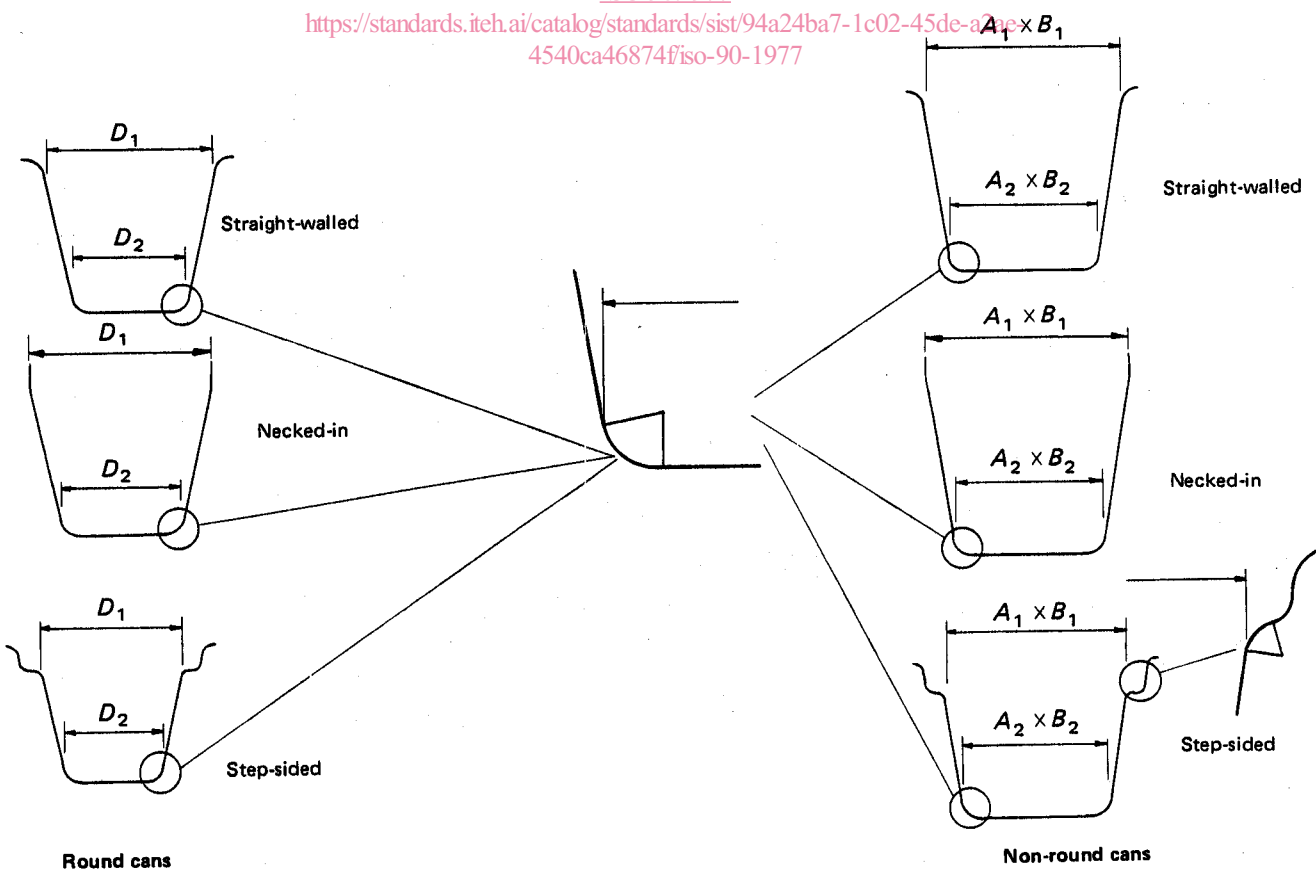 https://standards.iteh.ai/catalog/standards/sist/94a24ba7-1c02-45de-a2ae-
4540ca46874f/iso-90-1977
D₁
Straight-walled
D₂
D₁
Necked-in
D₂
D₁
D₂
Step-sided
Round cans
A₁ × B₁
A₂ × B₂
Straight-walled
A₁ × B₁
A₂ × B₂
Necked-in
A₁ × B₁
A₂ × B₂
Step-sided
Non-round cans